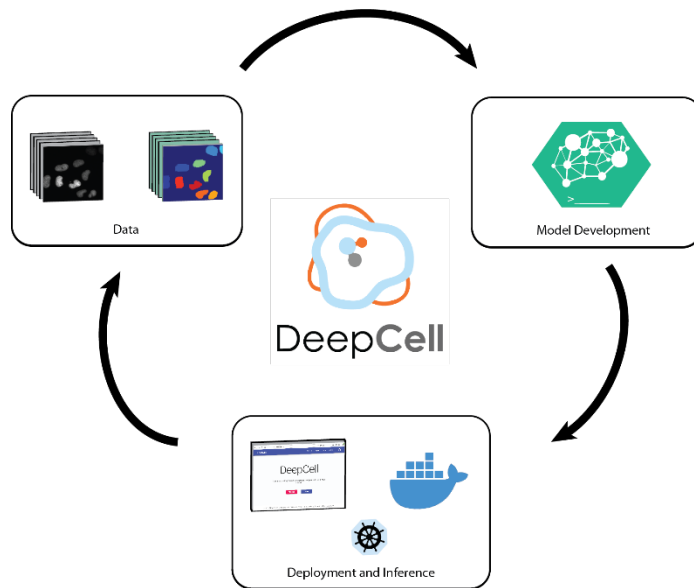 Data
>_
Model Development
DeepCell
DeepCell
Deployment and Inference